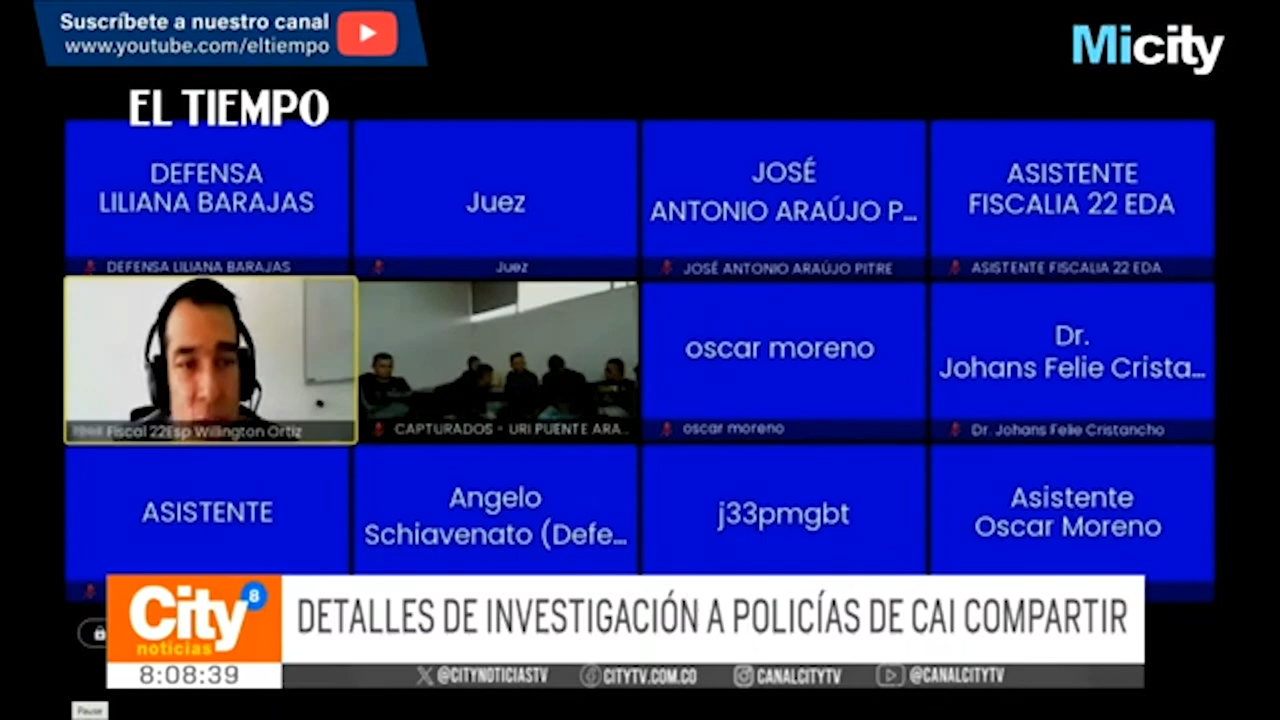 Suscríbete a nuestro canal
www.youtube.com/eltiempo
Micity
EL TIEMPO
DEFENSA
LILIANA BARAJAS
DEFENSA LILIANA BARAJAS
Juez
Juez
JOSÉ
ANTONIO ARAÚJO P...
JOSÉ ANTONIO ARAÚJO PITRE
ASISTENTE
FISCALIA 22 EDA
ASISTENTE FISCALIA 22 EDA
Fiscal 22Esp Willington Ortiz
CAPTURADOS - URI PUENTE ARA...
oscar moreno
oscar moreno
Dr.
Johans Felie Crista...
Dr. Johans Felie Cristancho
ASISTENTE
Angelo
Schiavenato (Defe...
j33pmgbt
Asistente
Oscar Moreno
City 8
noticias
8:08:39
DETALLES DE INVESTIGACIÓN A POLICÍAS DE CAI COMPARTIR
@CITYNOTICIASTV
CITYTV.COM.CO
CANALCITYTV
@CANALCITYTV
Pause